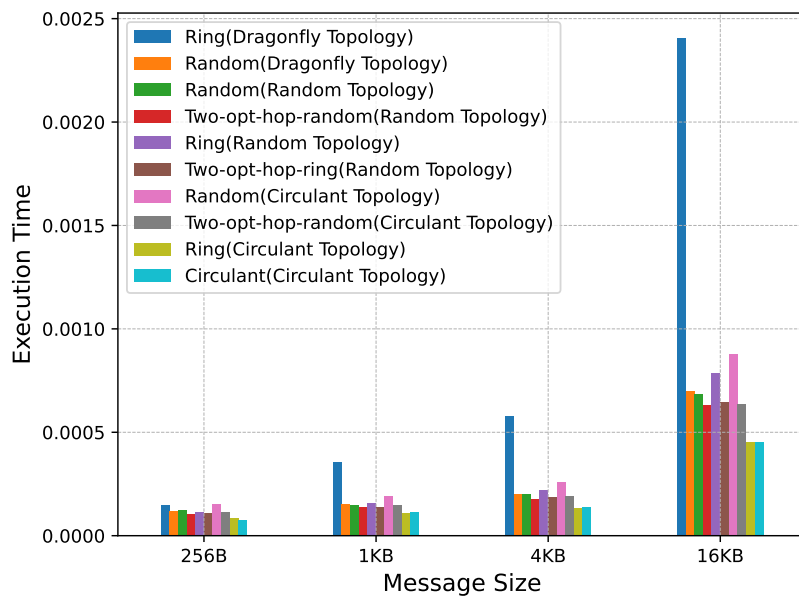 0.0025
0.0020
0.0015
0.0010
0.0005
0.0000
Execution Time
Ring(Dragonfly Topology)
Random(Dragonfly Topology)
Random(Random Topology)
Two-opt-hop-random(Random Topology)
Ring(Random Topology)
Two-opt-hop-ring(Random Topology)
Random(Circulant Topology)
Two-opt-hop-random(Circulant Topology)
Ring(Circulant Topology)
Circulant(Circulant Topology)
256B 1KB 4KB 16KB
Message Size